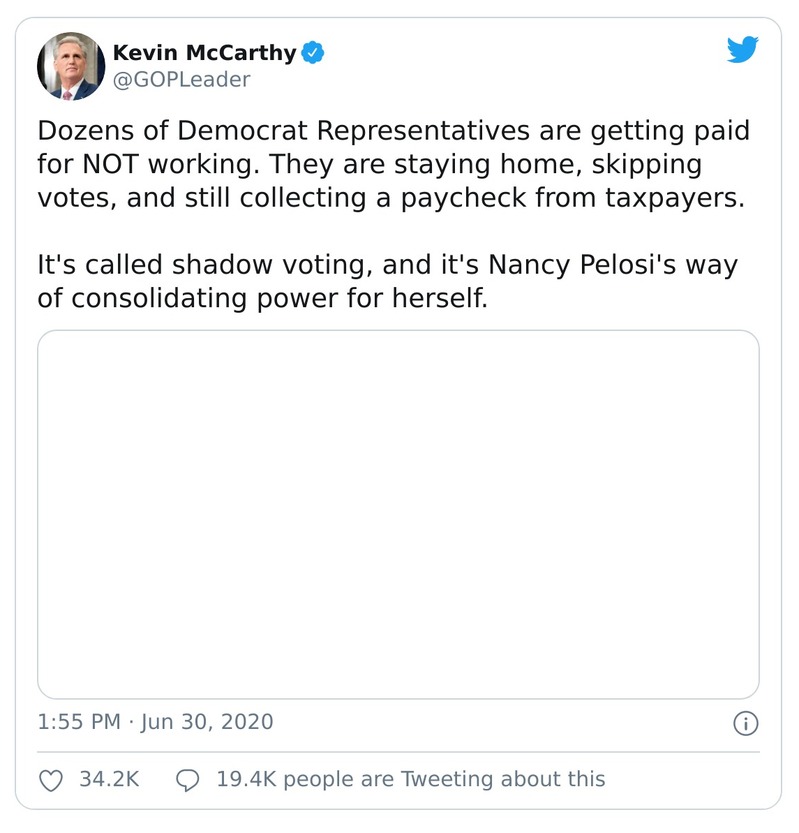 Kevin McCarthy
@GOPLeader
Dozens of Democrat Representatives are getting paid
for NOT working. They are staying home, skipping
votes, and still collecting a paycheck from taxpayers.
It's called shadow voting, and it's Nancy Pelosi's way
of consolidating power for herself.
1:55 PM · Jun 30, 2020
34.2K 19.4K people are Tweeting about this